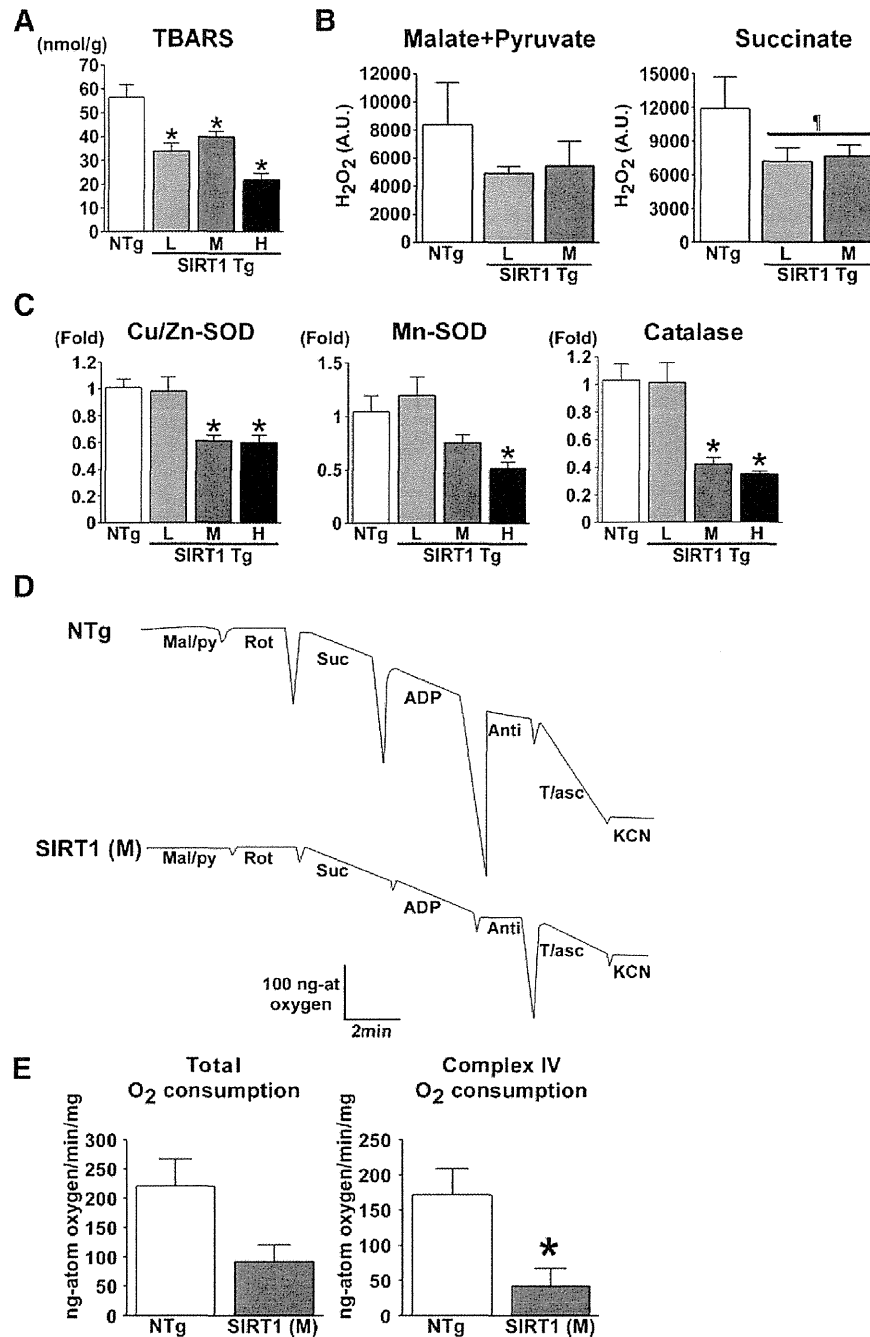 A
TBARS
(nmol/g)
70
60
50
40
30
20
10
0
* * *
NTg L M H
SIRT1 Tg
B
Malate+Pyruvate
H2O2 (A.U.)
12000
10000
8000
6000
4000
2000
0
NTg L M
SIRT1 Tg
Succinate
H2O2 (A.U.)
15000
12000
9000
6000
3000
0
¶
NTg L M
SIRT1 Tg
C
Cu/Zn-SOD
(Fold)
1.2
1
0.8
0.6
0.4
0.2
0
* *
NTg L M H
SIRT1 Tg
Mn-SOD
(Fold)
1.5
1
0.5
0
*
NTg L M H
SIRT1 Tg
Catalase
(Fold)
1.2
1
0.8
0.6
0.4
0.2
0
* *
NTg L M H
SIRT1 Tg
D
NTg
Mal/py Rot Suc ADP Anti T/asc KCN
SIRT1 (M)
Mal/py Rot Suc ADP Anti T/asc KCN
100 ng-at
oxygen
2min
E
Total
O2 consumption
ng-atom oxygen/min/mg
300
250
200
150
100
50
0
NTg SIRT1 (M)
Complex IV
O2 consumption
ng-atom oxygen/min/mg
250
200
150
100
50
0
*
NTg SIRT1 (M)